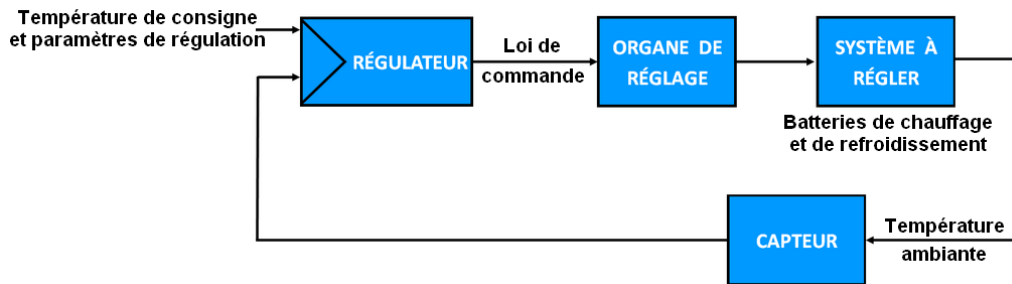 Température de consigne
et paramètres de régulation
RÉGULATEUR
Loi de
commande
ORGANE DE
RÉGLAGE
SYSTÈME À
RÉGLER
Batteries de chauffage
et de refroidissement
CAPTEUR
Température
ambiante